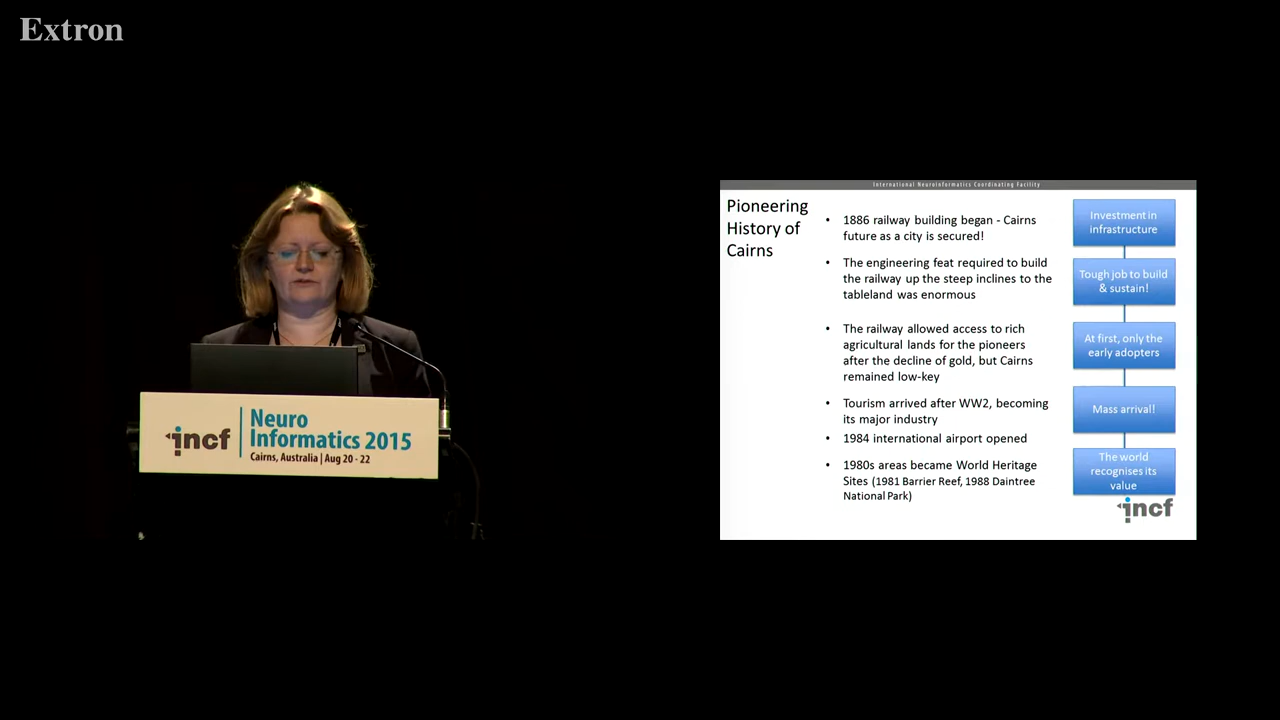 Extron
incf
Neuro
Informatics 2015
Cairns, Australia | Aug 20 - 22
International Neuroinformatics Coordinating Facility
Pioneering
History of
Cairns
• 1886 railway building began - Cairns
future as a city is secured!
• The engineering feat required to build
the railway up the steep inclines to the
tableland was enormous
• The railway allowed access to rich
agricultural lands for the pioneers
after the decline of gold, but Cairns
remained low-key
• Tourism arrived after WW2, becoming
its major industry
• 1984 international airport opened
• 1980s areas became World Heritage
Sites (1981 Barrier Reef, 1988 Daintree
National Park)
Investment in
infrastructure
Tough job to build
& sustain!
At first, only the
early adopters
Mass arrival!
The world
recognises its
value
incf